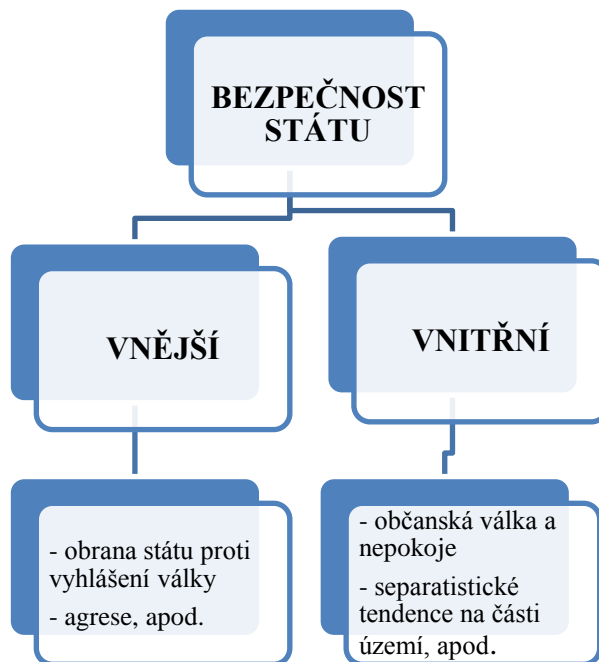 BEZPEČNOST
STÁTU
VNĚJŠÍ
VNITŘNÍ
- obrana státu proti
vyhlášení války
- agrese, apod.
- občanská válka a
nepokoje
- separatistické
tendence na části
území, apod.